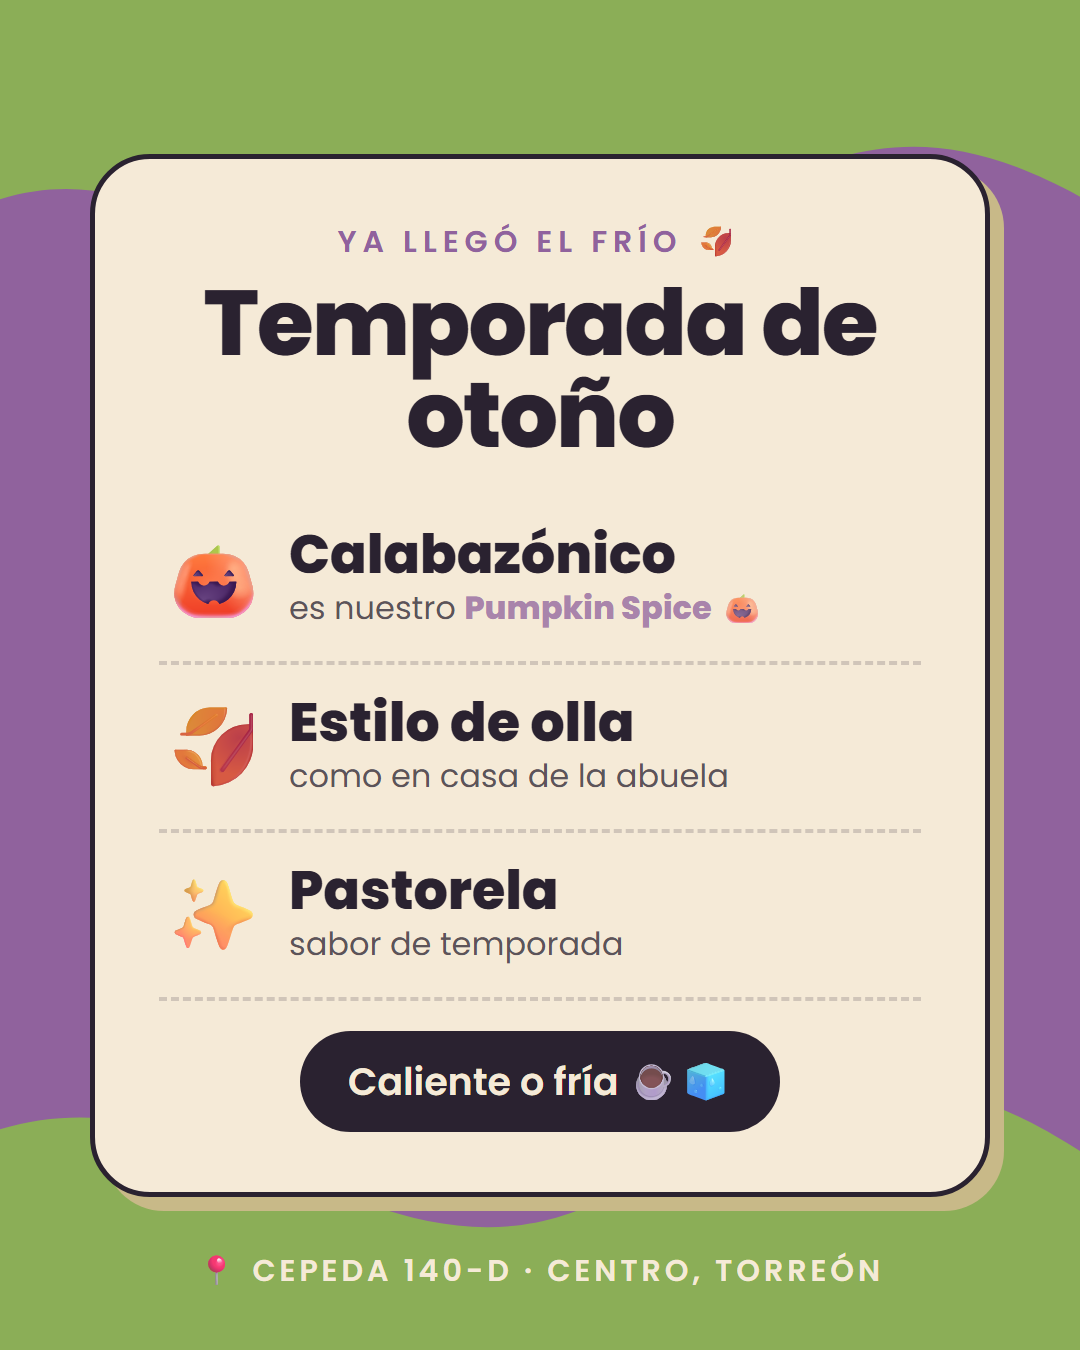 YA LLEGÓ EL FRÍO 🍂
Temporada de
otoño
Calabazónico
es nuestro Pumpkin Spice 🎃
Estilo de olla
como en casa de la abuela
Pastorela
sabor de temporada
Caliente o fría ☕🧊
📍 CEPEDA 140-D · CENTRO, TORREÓN